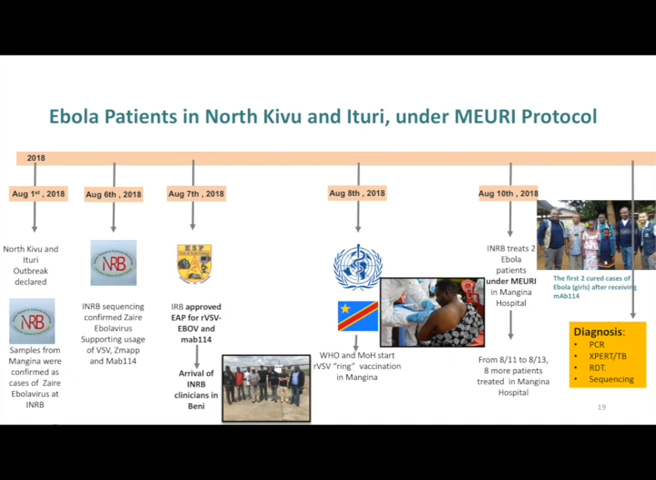 Ebola Patients in North Kivu and Ituri, under MEURI Protocol
2018
Aug 1st , 2018
Aug 6th , 2018
Aug 7th , 2018
Aug 8th , 2018
Aug 10th , 2018
North Kivu and
Ituri
Outbreak
declared
INRB
Samples from
Mangina were
confirmed as
cases of Zaire
Ebolavirus at
INRB
INRB
INRB sequencing
confirmed Zaire
Ebolavirus
Supporting usage
of VSV, Zmapp
and Mab114
ESP
IRB approved
EAP for rVSV-
EBOV and
mab114
Arrival of
INRB
clinicians in
Beni
WHO and MoH start
rVSV "ring" vaccination
in Mangina
INRB treats 2
Ebola
patients
under MEURI
in Mangina
Hospital
From 8/11 to 8/13,
8 more patients
treated in Mangina
Hospital
The first 2 cured cases of
Ebola (girls) after receiving
mAb114
Diagnosis:
• PCR
• XPERT/TB
• RDT.
• Sequencing
19